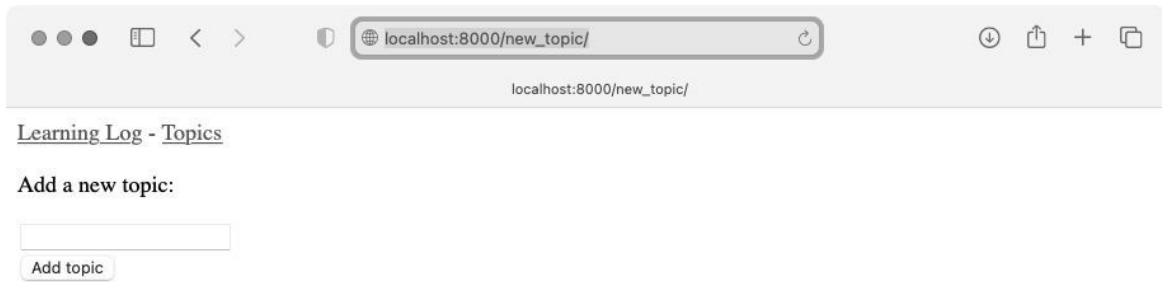 localhost:8000/new_topic/
localhost:8000/new_topic/
Learning Log - Topics
Add a new topic:
Add topic